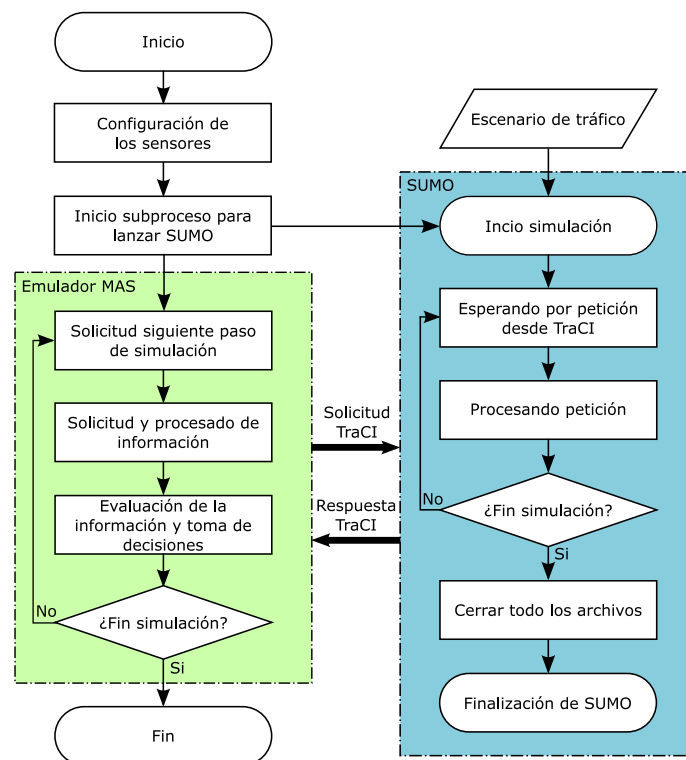 Inicio
Configuración de
los sensores
Inicio subproceso para
lanzar SUMO
Emulador MAS
Solicitud siguiente paso
de simulación
Solicitud y procesado de
información
Evaluación de la
información y toma de
decisiones
¿Fin simulación?
No
Si
Fin
Solicitud
TraCI
Respuesta
TraCI
Escenario de tráfico
SUMO
Incio simulación
Esperando por petición
desde TraCI
Procesando petición
¿Fin simulación?
No
Si
Cerrar todo los archivos
Finalización de SUMO